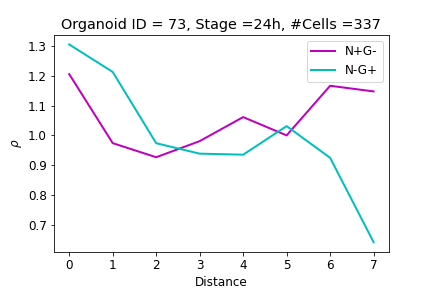 Organoid ID = 73, Stage =24h, #Cells =337
N+G-
N-G+
1.3
1.2
1.1
1.0
0.9
0.8
0.7
ρ
0 1 2 3 4 5 6 7
Distance